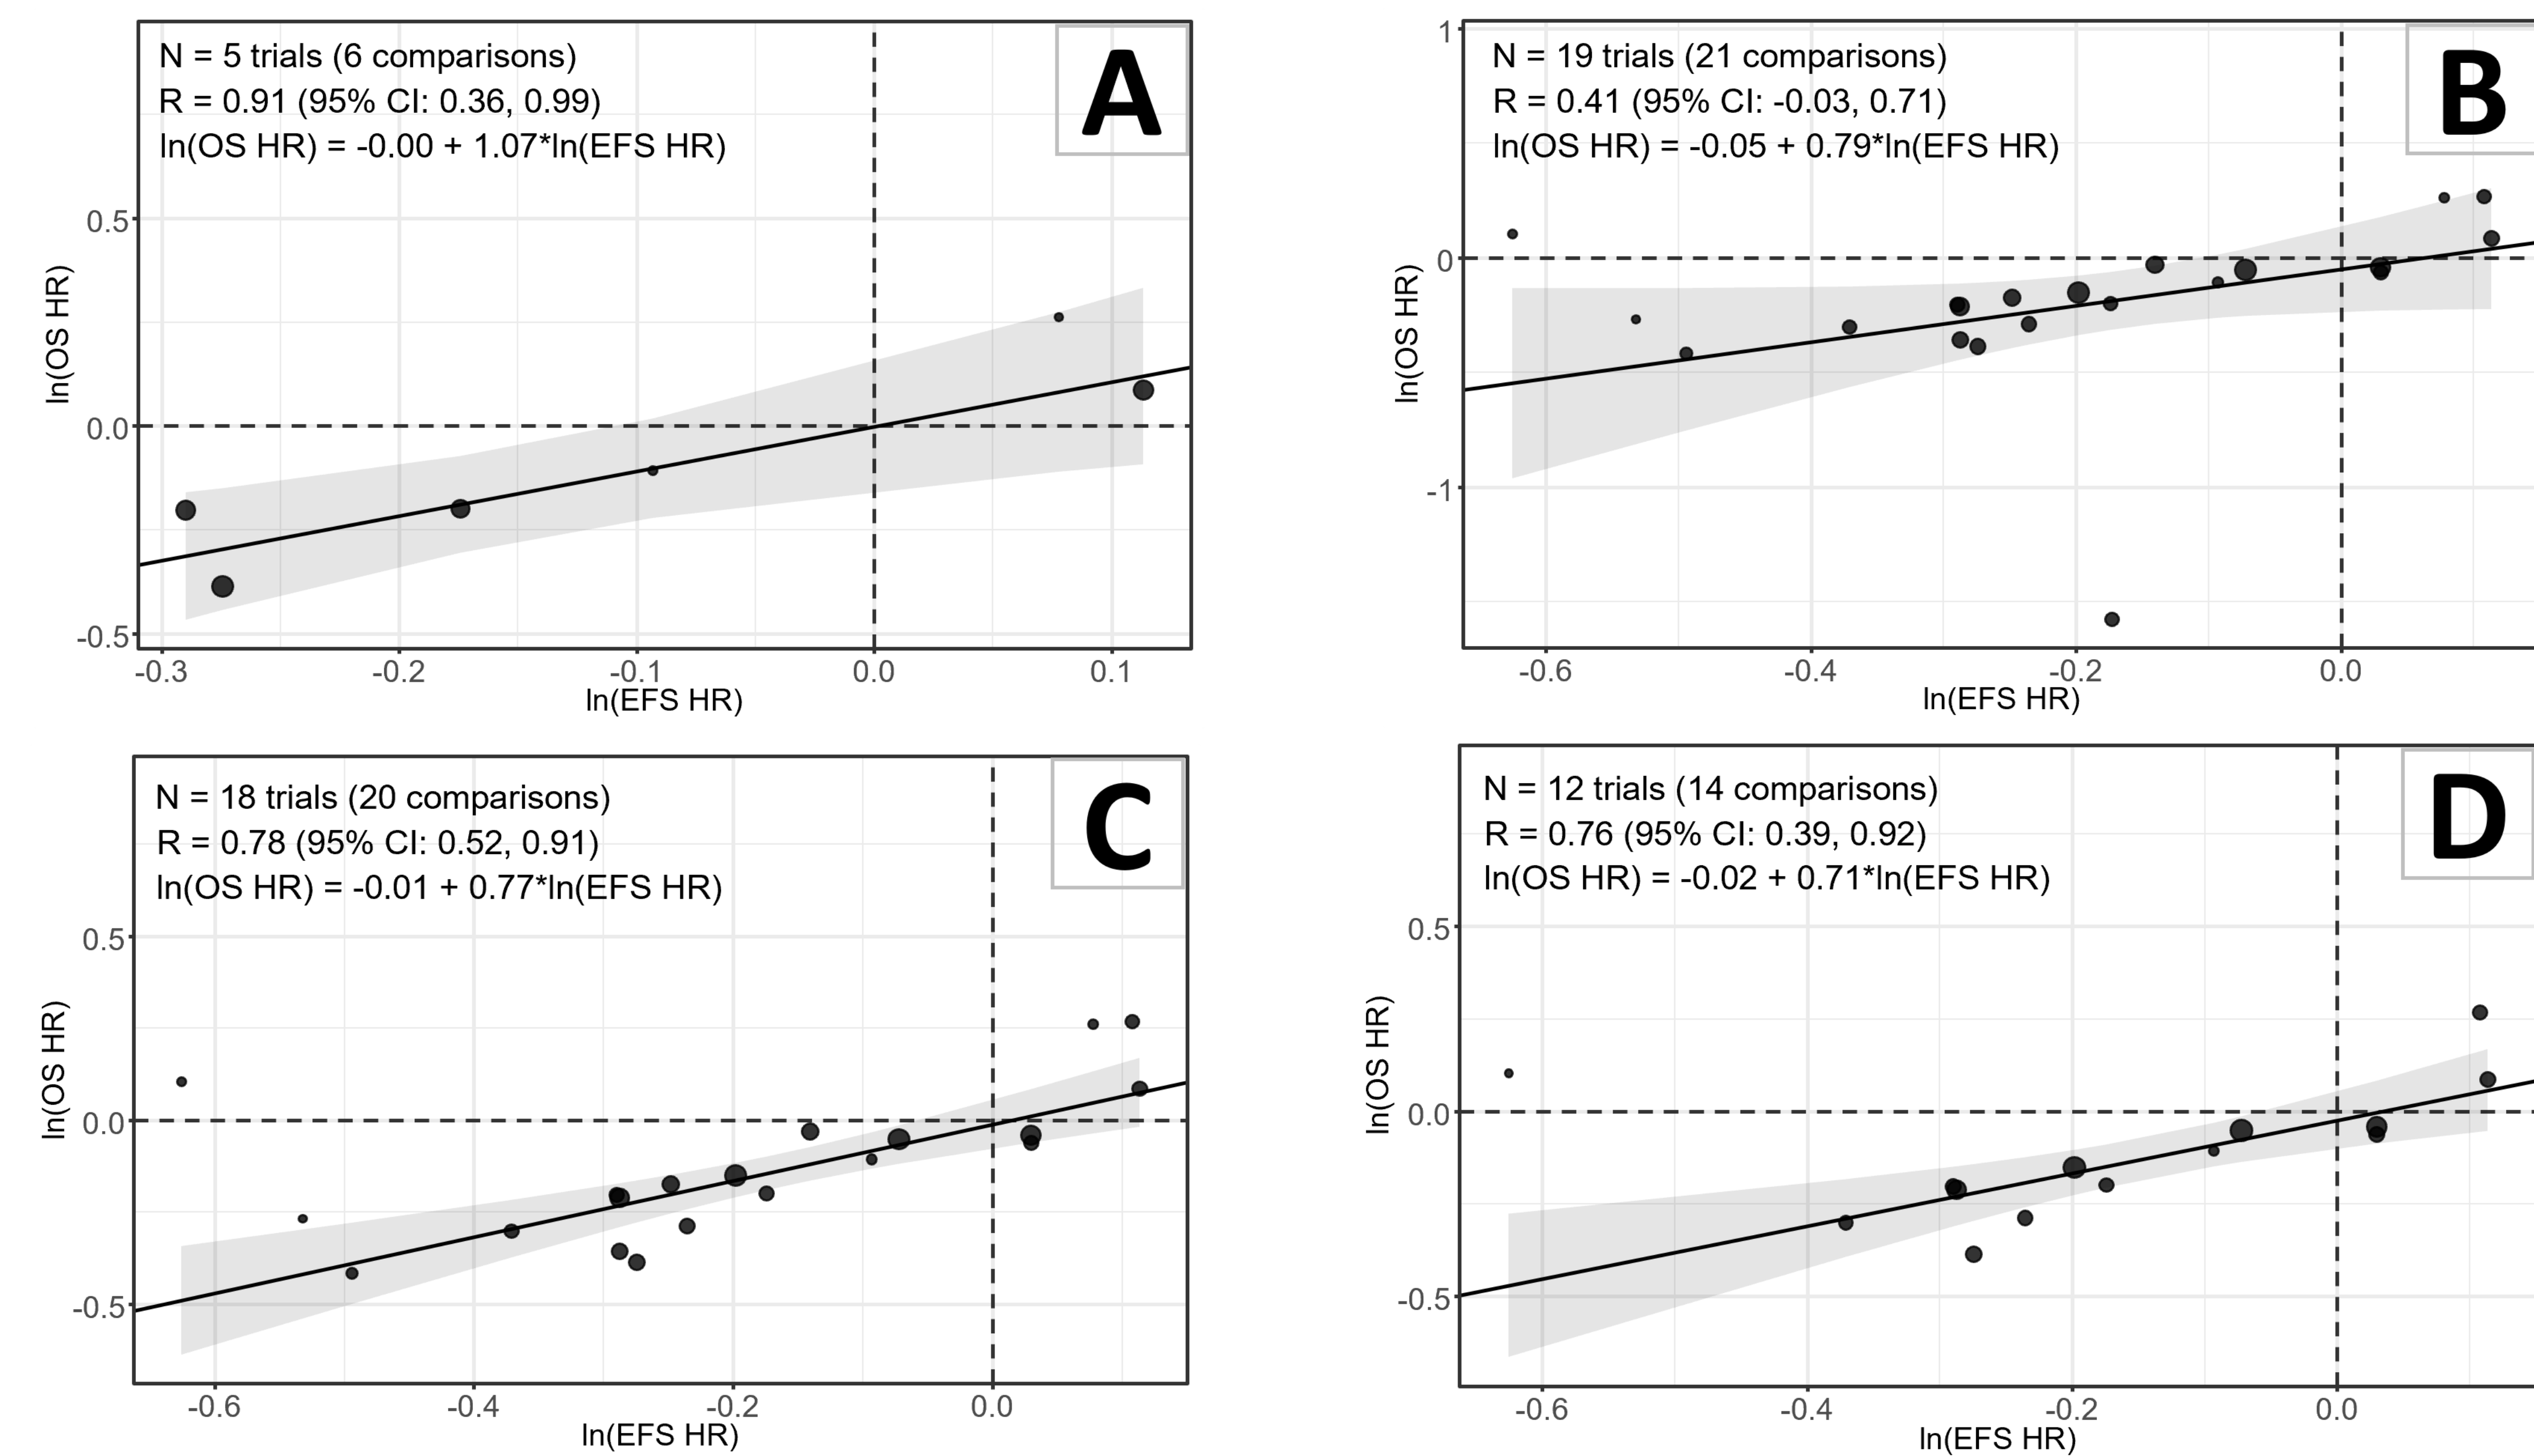 A
N = 5 trials (6 comparisons)
R = 0.91 (95% CI: 0.36, 0.99)
ln(OS HR) = -0.00 + 1.07*ln(EFS HR)
0.5
0.0
-0.5
ln(OS HR)
-0.3 -0.2 -0.1 0.0 0.1
ln(EFS HR)
B
N = 19 trials (21 comparisons)
R = 0.41 (95% CI: -0.03, 0.71)
ln(OS HR) = -0.05 + 0.79*ln(EFS HR)
1
0
-1
ln(OS HR)
-0.6 -0.4 -0.2 0.0
ln(EFS HR)
C
N = 18 trials (20 comparisons)
R = 0.78 (95% CI: 0.52, 0.91)
ln(OS HR) = -0.01 + 0.77*ln(EFS HR)
0.5
0.0
-0.5
ln(OS HR)
-0.6 -0.4 -0.2 0.0
ln(EFS HR)
D
N = 12 trials (14 comparisons)
R = 0.76 (95% CI: 0.39, 0.92)
ln(OS HR) = -0.02 + 0.71*ln(EFS HR)
0.5
0.0
-0.5
ln(OS HR)
-0.6 -0.4 -0.2 0.0
ln(EFS HR)